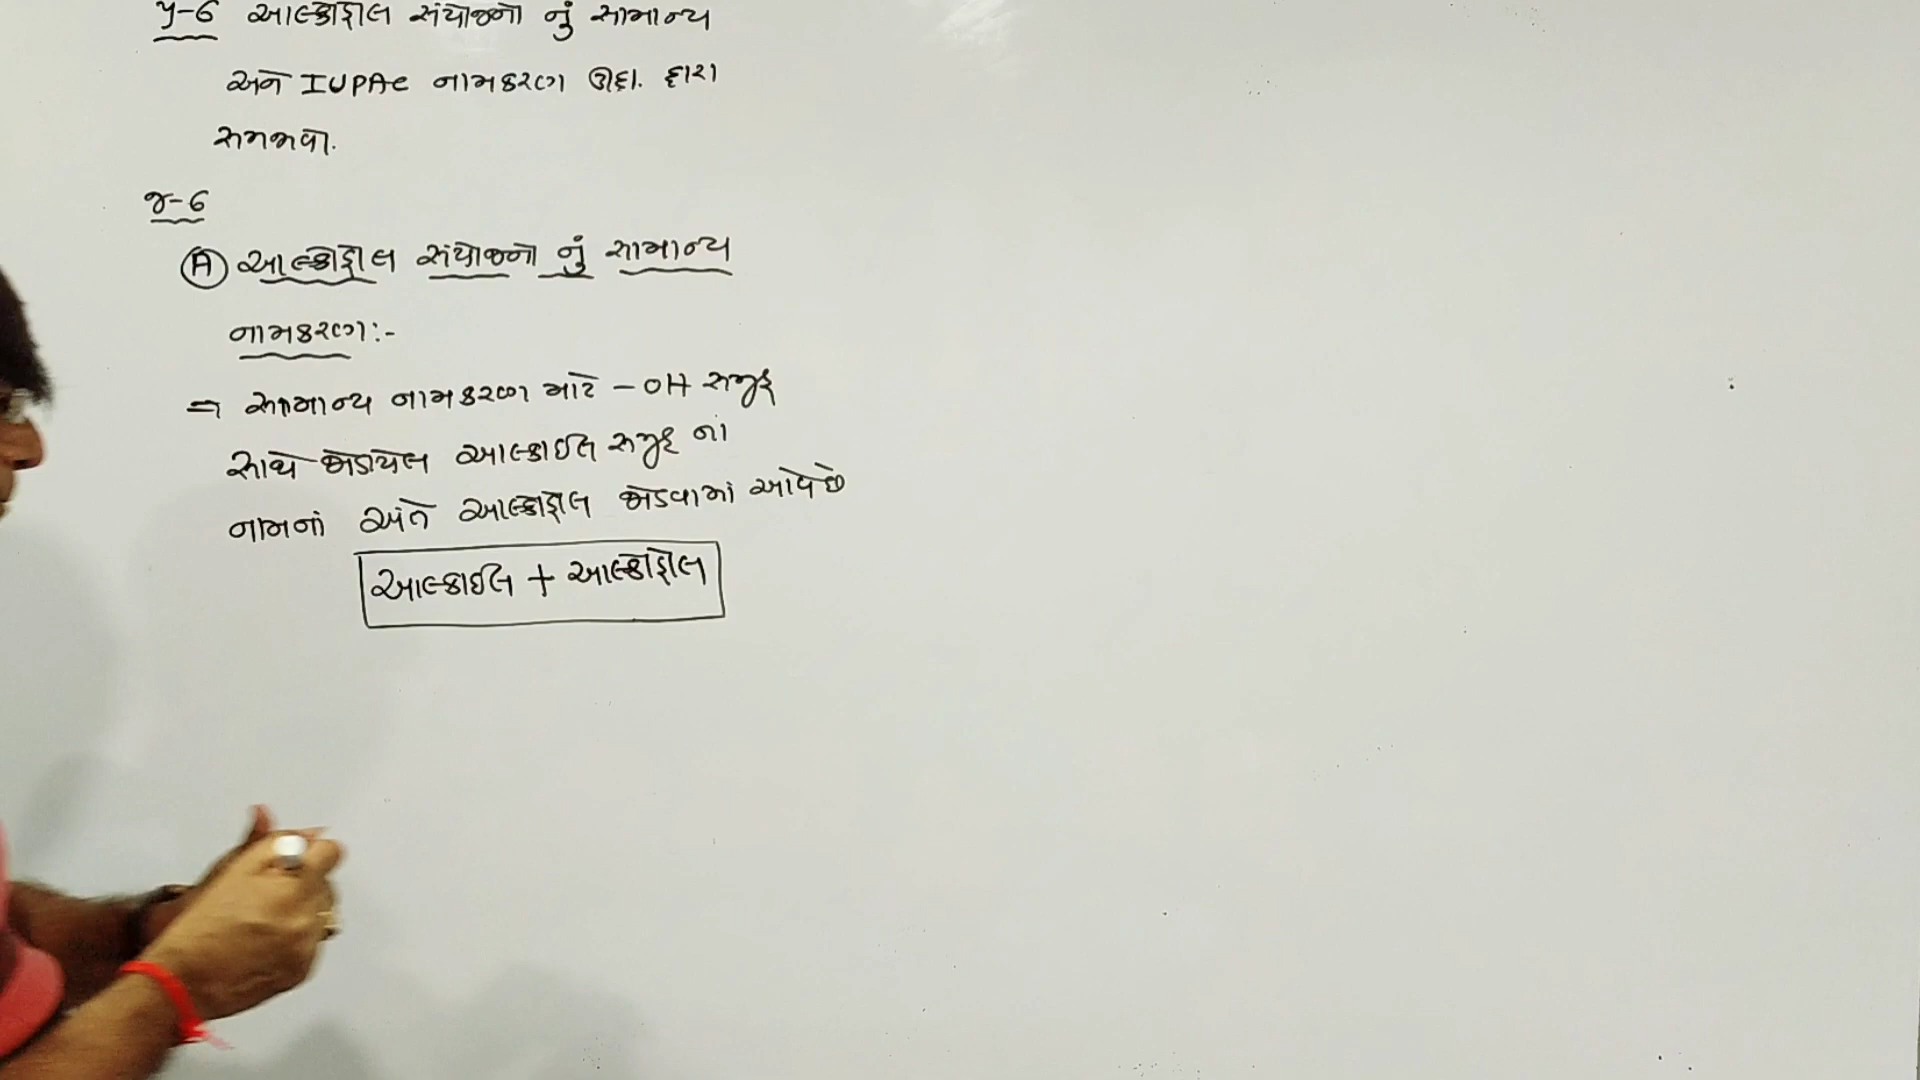 પ્ર-6 આલ્કોહોલ સંયોજનો નું સામાન્ય
અને IUPAC નામકરણ ઉદા. દ્વારા
સમજાવો.
જ-6
(A) આલ્કોહોલ સંયોજનો નું સામાન્ય
નામકરણ:-
⇒ સામાન્ય નામકરણ માટે -OH સમૂહ
સાથે જોડાયેલ આલ્કાઈલ સમૂહ નાં
નામનાં અંતે આલ્કોહોલ જોડવામાં આવે છે
આલ્કાઈલ + આલ્કોહોલ